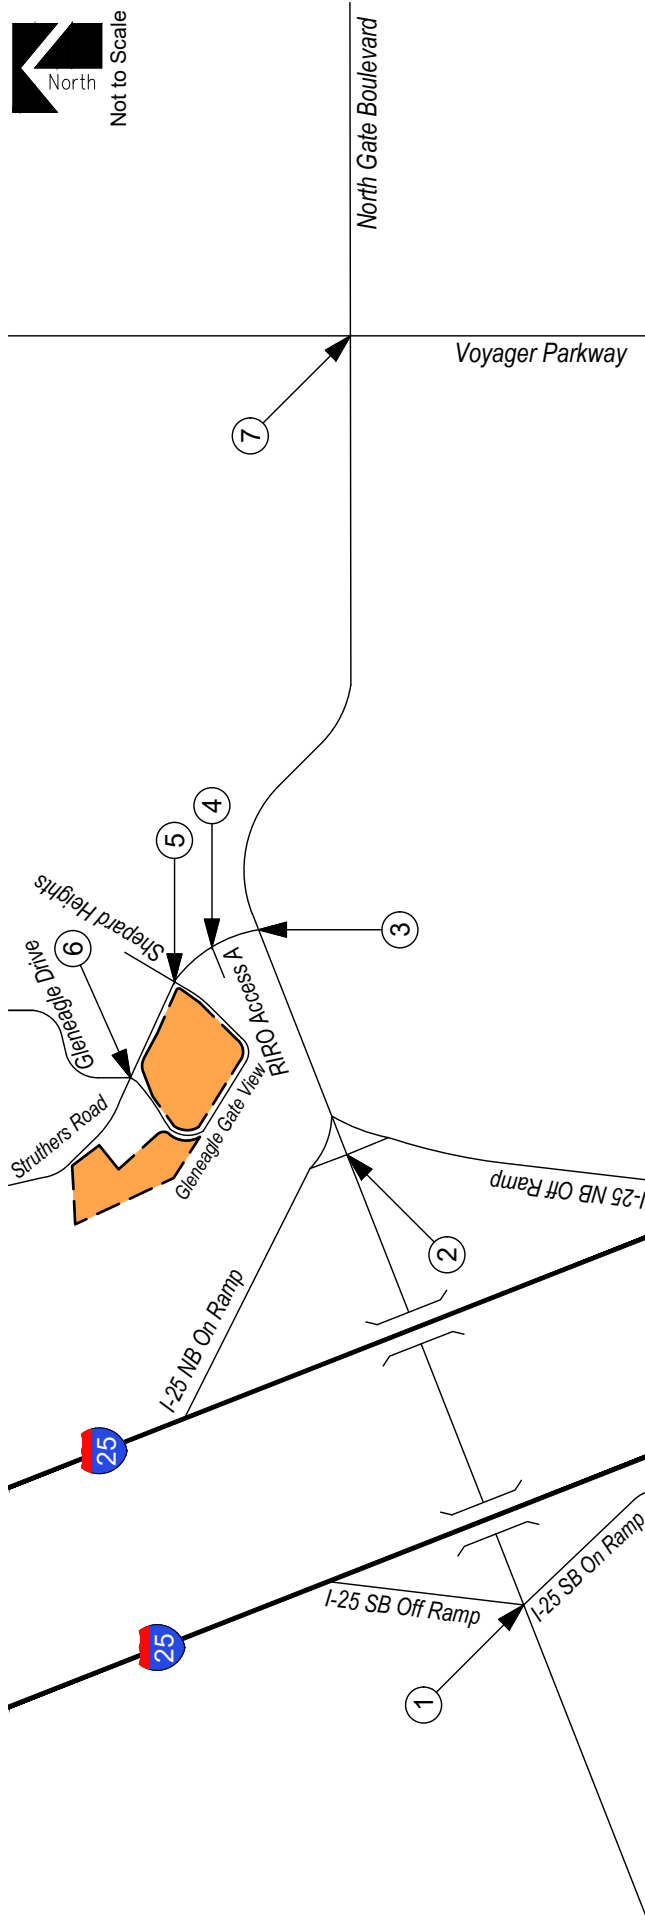 North
Not to Scale
North Gate Boulevard
Voyager Parkway
7
4
5
Shepard Heights
6
Gleneagle Drive
3
RIRO Access A
Struthers Road
Gleneagle Gate View
I-25 NB Off Ramp
2
I-25 NB On Ramp
25
I-25 SB Off Ramp
I-25 SB On Ramp
25
1